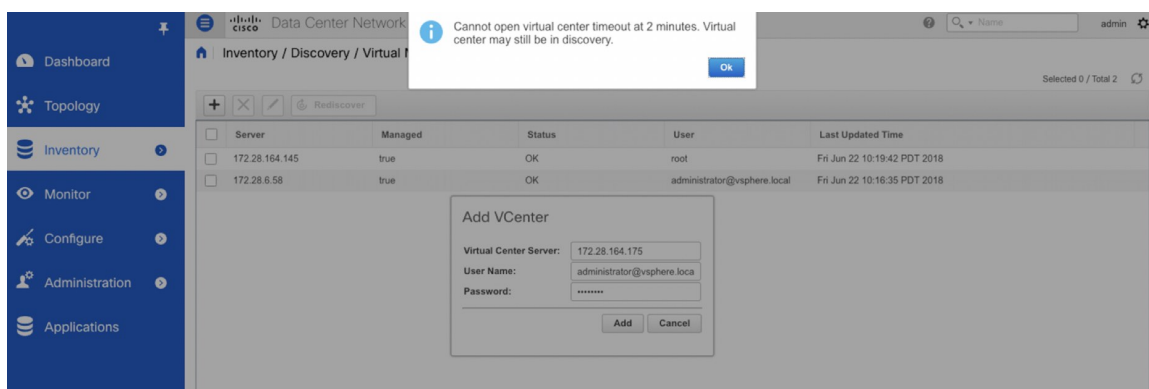 Cannot open virtual center timeout at 2 minutes. Virtual
center may still be in discovery.
Ok
cisco Data Center Network
Name
admin
Inventory / Discovery / Virtual
Selected 0 / Total 2
Dashboard
Topology
Inventory
Monitor
Configure
Administration
Applications
Rediscover
Server Managed Status User Last Updated Time
172.28.164.145 true OK root Fri Jun 22 10:19:42 PDT 2018
172.28.6.58 true OK administrator@vsphere.local Fri Jun 22 10:16:35 PDT 2018
Add VCenter
Virtual Center Server: 172.28.164.175
User Name: administrator@vsphere.loca
Password: ••••••••
Add Cancel